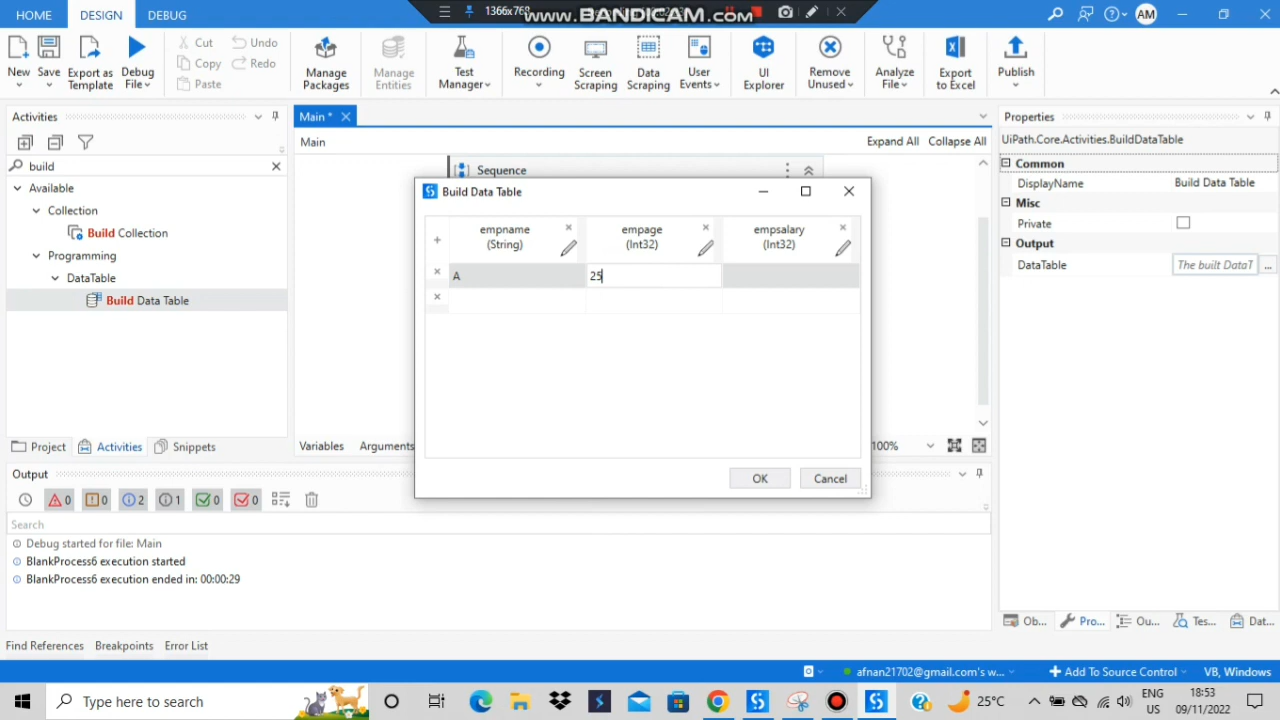 HOME
DESIGN
DEBUG
1366x768
www.BANDICAM.com
AM
New
Save
Export as Template
Debug File
Cut
Copy
Paste
Undo
Redo
Manage Packages
Manage Entities
Test Manager
Recording
Screen Scraping
Data Scraping
User Events
UI Explorer
Remove Unused
Analyze File
Export to Excel
Publish
Activities
build
Available
Collection
Build Collection
Programming
DataTable
Build Data Table
Project
Activities
Snippets
Main *
Main
Expand All
Collapse All
Sequence
Build Data Table
empname (String)
empage (Int32)
empsalary (Int32)
A
25
OK
Cancel
Variables
Arguments
100%
Properties
UiPath.Core.Activities.BuildDataTable
Common
DisplayName
Build Data Table
Misc
Private
Output
DataTable
The built DataT
...
Output
0
0
2
1
0
0
Search
Debug started for file: Main
BlankProcess6 execution started
BlankProcess6 execution ended in: 00:00:29
Ob...
Pro...
Ou...
Tes...
Dat...
Find References
Breakpoints
Error List
afnan21702@gmail.com's w...
Add To Source Control
VB, Windows
Type here to search
25°C
ENG
US
18:53
09/11/2022